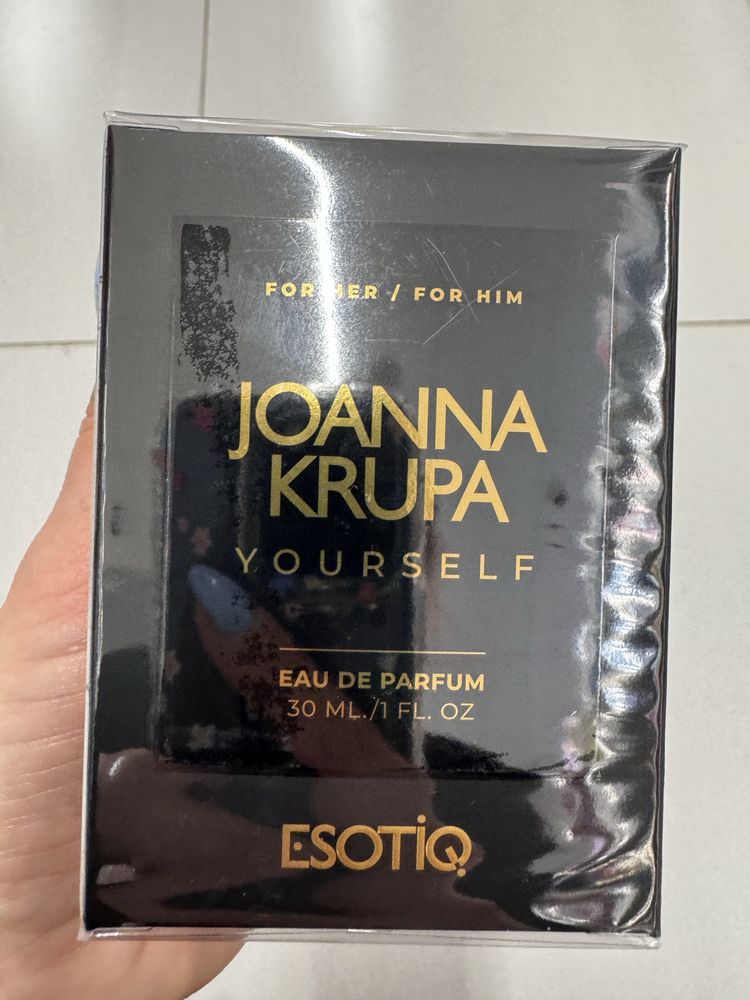 FOR HER / FOR HIM
JOANNA
KRUPA
YOURSELF
EAU DE PARFUM
30 ML./1 FL. OZ
ESOTIQ